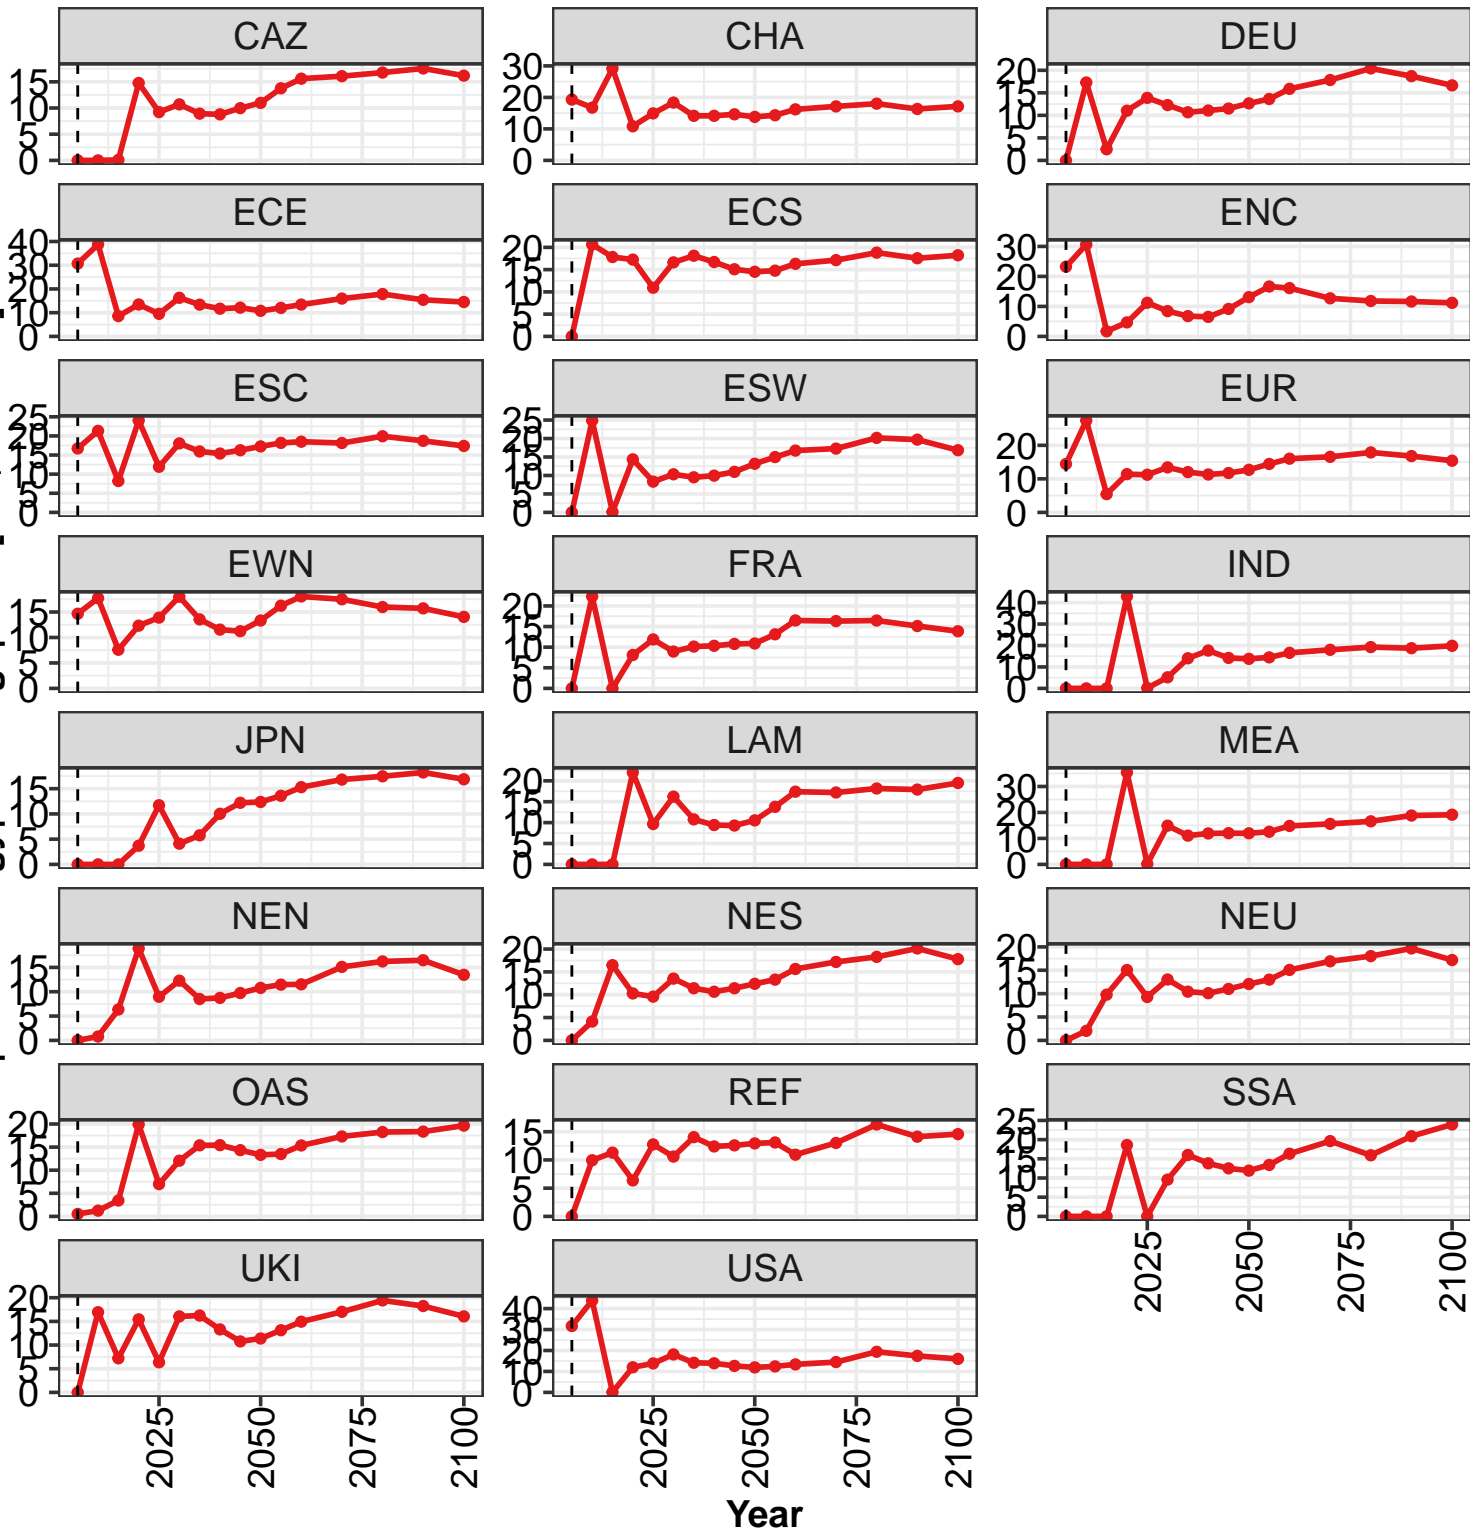 CAZ CHA DEU
15 10 5 0
30 20 10 0
20 15 10 5 0
ECE ECS ENC
40 30 20 10 0
20 15 10 5 0
30 20 10 0
ESC ESW EUR
25 20 15 10 5 0
25 20 15 10 5 0
20 10 0
EWN FRA IND
15 10 5 0
20 15 10 5 0
40 30 20 10 0
JPN LAM MEA
15 10 5 0
20 15 10 5 0
30 20 10 0
NEN NES NEU
15 10 5 0
20 15 10 5 0
20 15 10 5 0
OAS REF SSA
20 15 10 5 0
15 10 5 0
25 20 15 10 5 0
2025 2050 2075 2100
UKI USA
20 15 10 5 0
40 30 20 10 0
2025 2050 2075 2100
2025 2050 2075 2100
Year